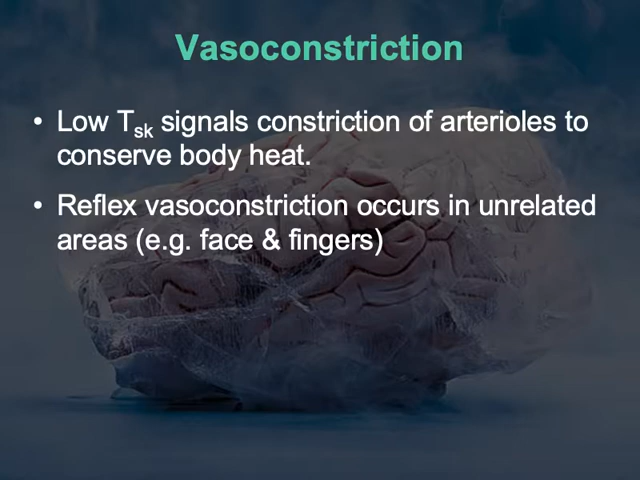 Vasoconstriction
• Low Tsk signals constriction of arterioles to
conserve body heat.
• Reflex vasoconstriction occurs in unrelated
areas (e.g. face & fingers)